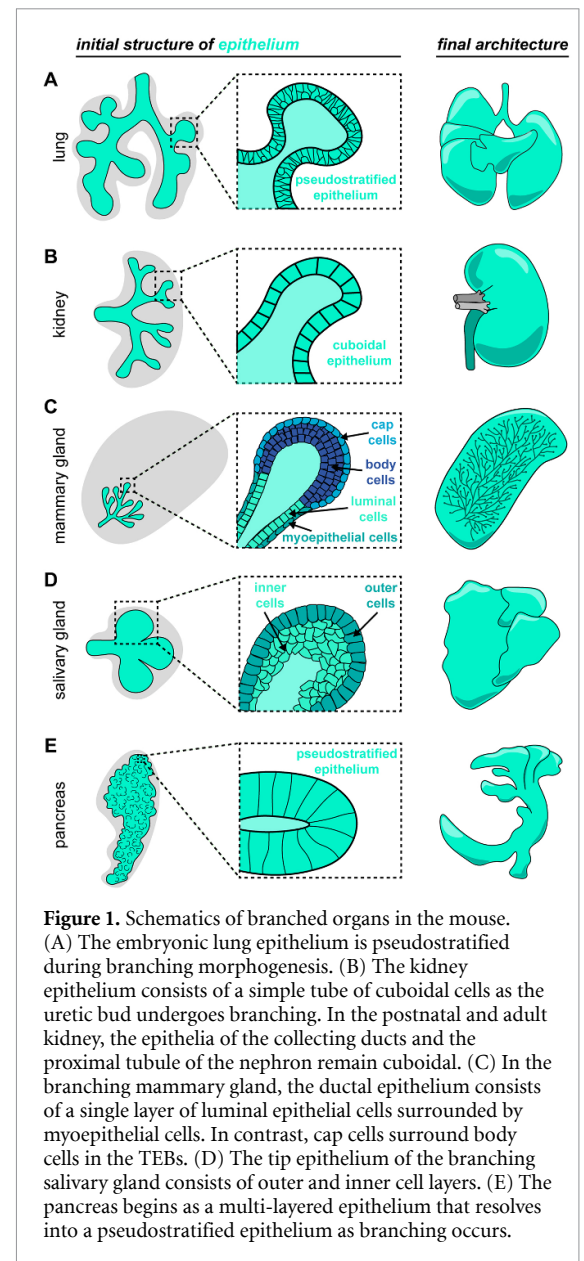 initial structure of epithelium
final architecture
A
lung
pseudostratified
epithelium
B
kidney
cuboidal
epithelium
C
mammary gland
cap
cells
body
cells
luminal
cells
myoepithelial cells
D
salivary gland
inner
cells
outer
cells
E
pancreas
pseudostratified
epithelium
Figure 1. Schematics of branched organs in the mouse.
(A) The embryonic lung epithelium is pseudostratified
during branching morphogenesis. (B) The kidney
epithelium consists of a simple tube of cuboidal cells as the
uretic bud undergoes branching. In the postnatal and adult
kidney, the epithelia of the collecting ducts and the
proximal tubule of the nephron remain cuboidal. (C) In the
branching mammary gland, the ductal epithelium consists
of a single layer of luminal epithelial cells surrounded by
myoepithelial cells. In contrast, cap cells surround body
cells in the TEBs. (D) The tip epithelium of the branching
salivary gland consists of outer and inner cell layers. (E) The
pancreas begins as a multi-layered epithelium that resolves
into a pseudostratified epithelium as branching occurs.